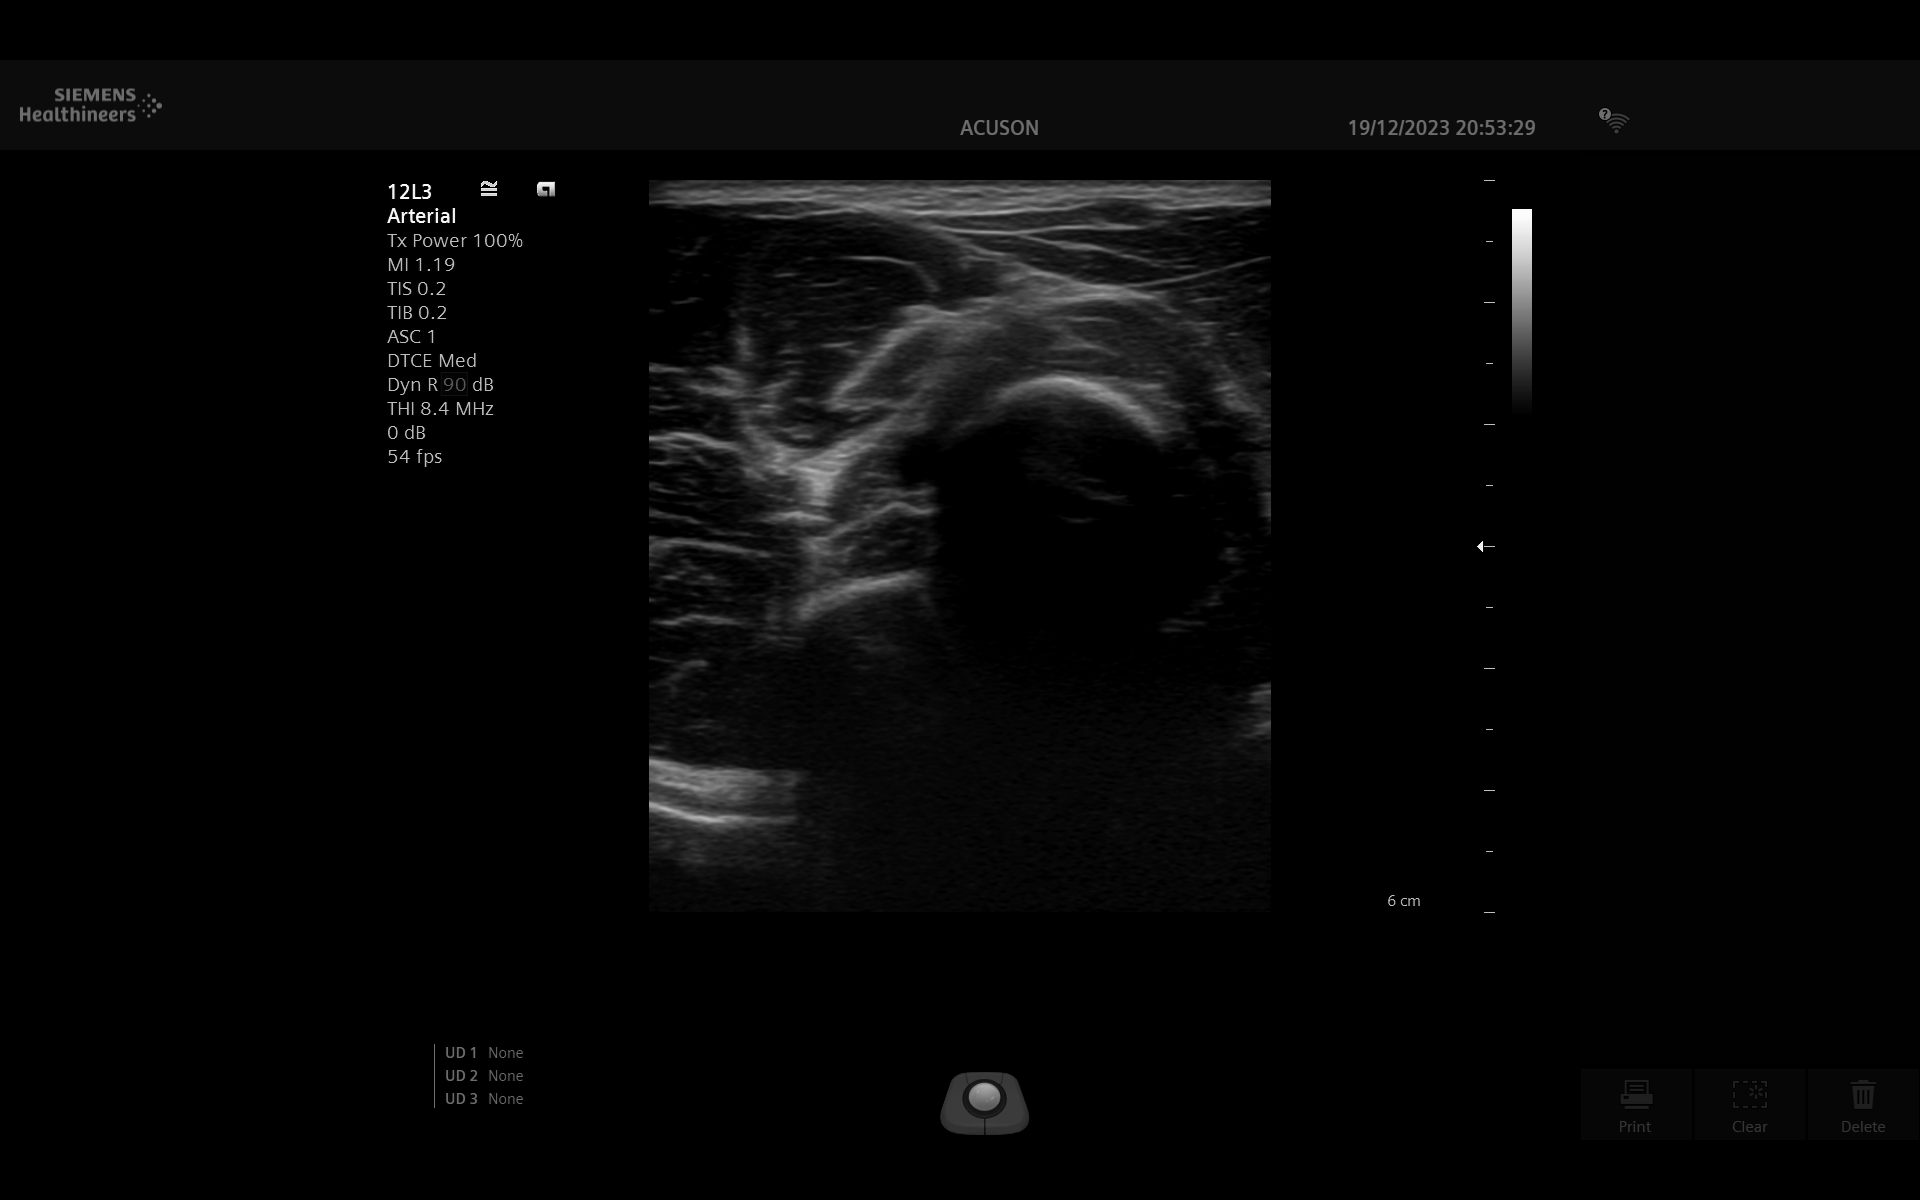 SIEMENS
Healthineers
ACUSON
19/12/2023 20:53:29
?
12L3
Arterial
Tx Power 100%
MI 1.19
TIS 0.2
TIB 0.2
ASC 1
DTCE Med
Dyn R 90 dB
THI 8.4 MHz
0 dB
54 fps
6 cm
UD 1 None
UD 2 None
UD 3 None
Print
Clear
Delete